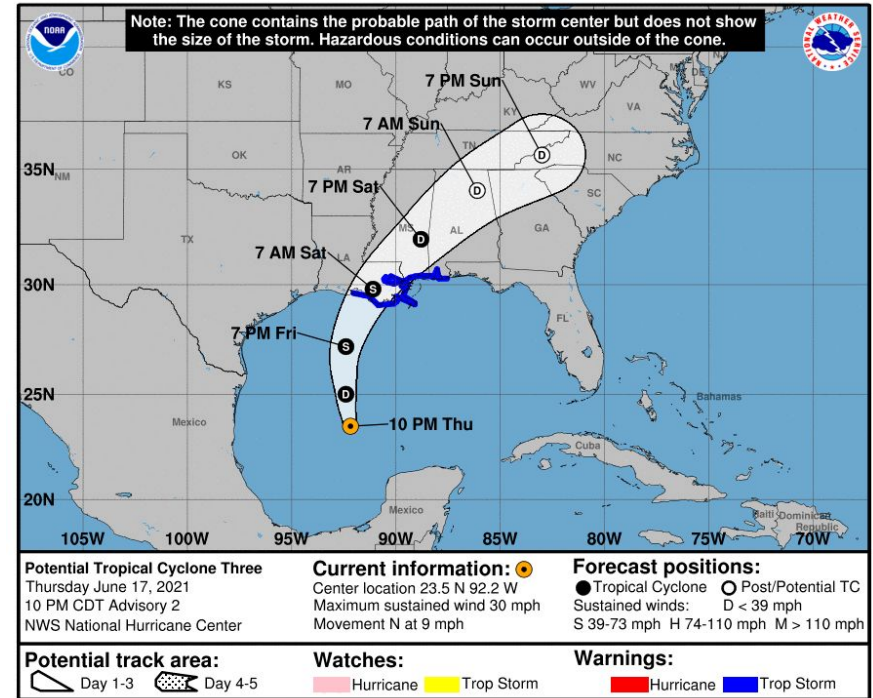 Note: The cone contains the probable path of the storm center but does not show
the size of the storm. Hazardous conditions can occur outside of the cone.
NOAA
NATIONAL WEATHER SERVICE
7 PM Sun
7 AM Sun
7 PM Sat
7 AM Sat
7 PM Fri
10 PM Thu
CO
KS
MO
KY
WV
VA
DE
NM
OK
AR
TN
NC
SC
TX
LA
MS
AL
GA
FL
Mexico
Mexico
Cuba
Bahamas
Haiti
Dominican
Republic
S
S
D
D
D
D
35N
30N
25N
20N
105W 100W 95W 90W 85W 80W 75W 70W
Potential Tropical Cyclone Three
Thursday June 17, 2021
10 PM CDT Advisory 2
NWS National Hurricane Center
Current information:
Center location 23.5 N 92.2 W
Maximum sustained wind 30 mph
Movement N at 9 mph
Forecast positions:
Tropical Cyclone Post/Potential TC
Sustained winds: D < 39 mph
S 39-73 mph H 74-110 mph M > 110 mph
Potential track area:
Day 1-3 Day 4-5
Watches:
Hurricane Trop Storm
Warnings:
Hurricane Trop Storm